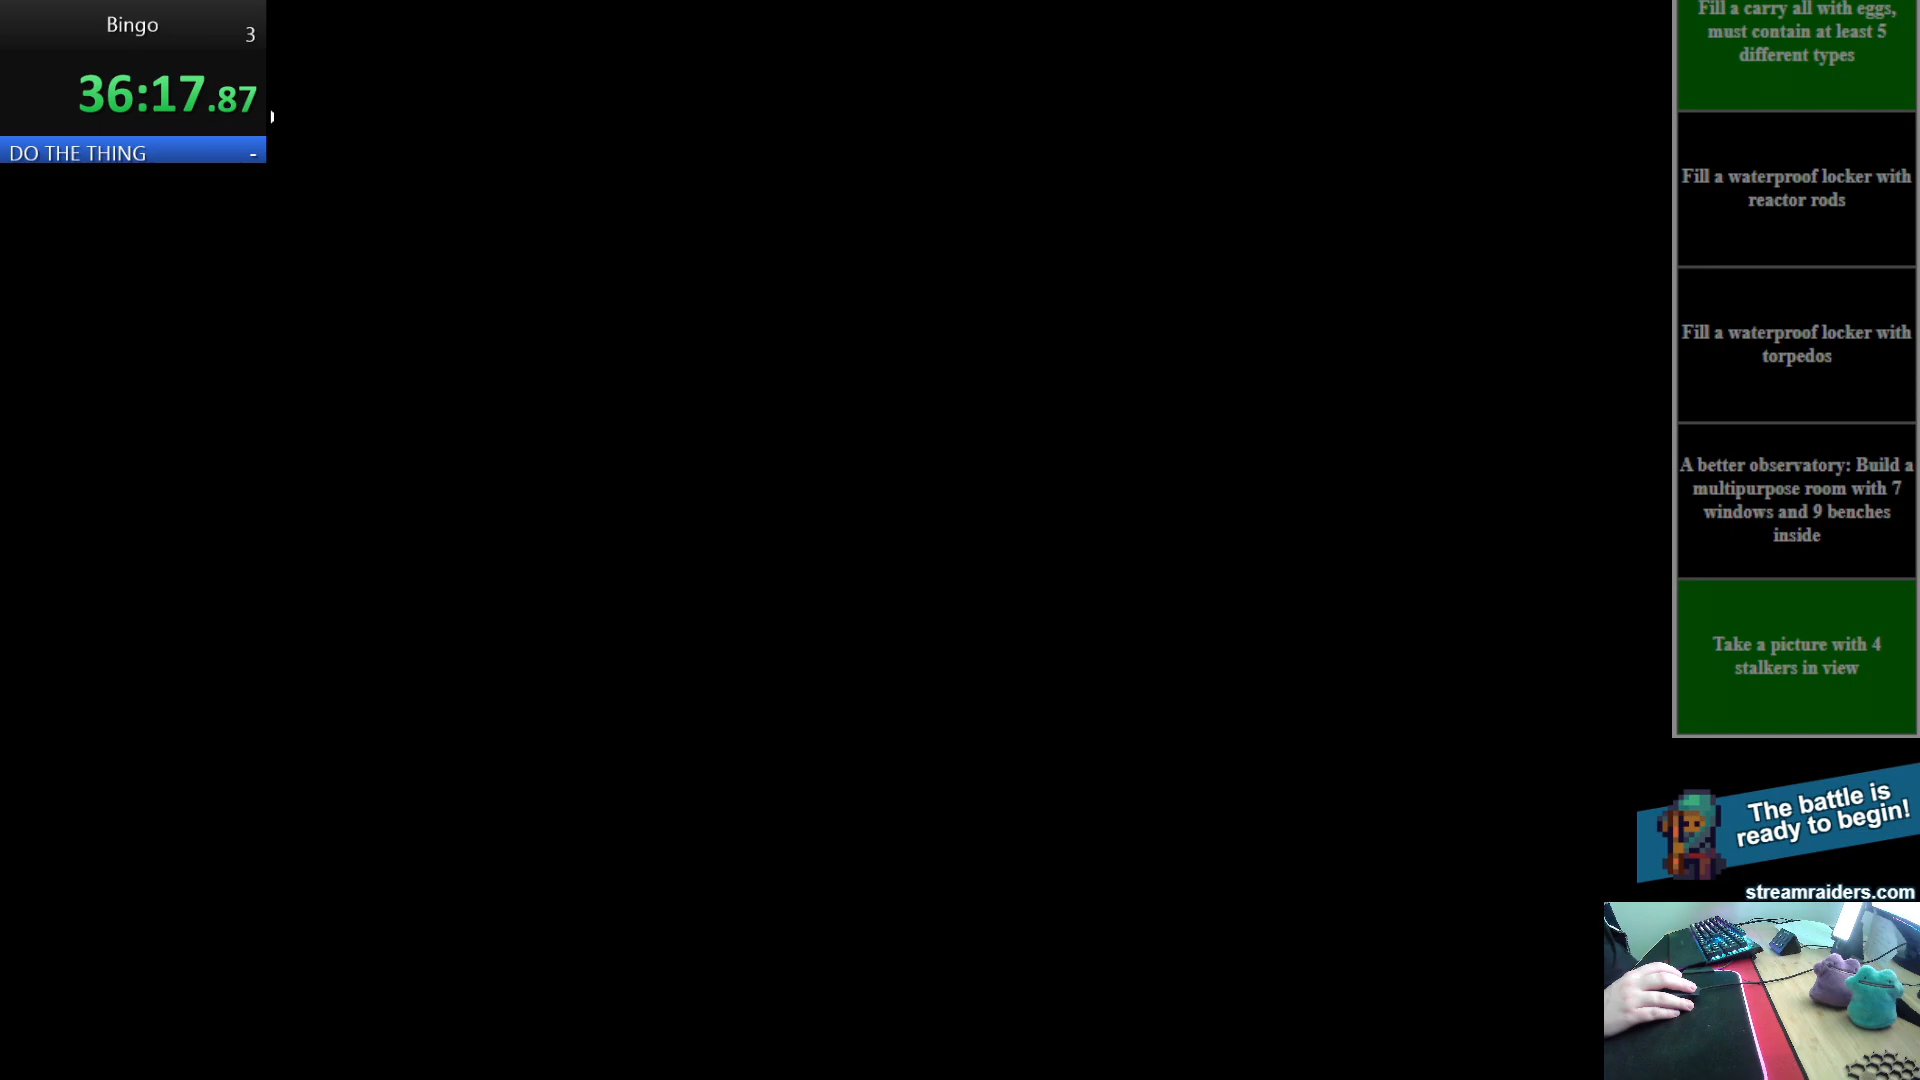 Bingo
3
36:17.87
DO THE THING -
Fill a carry all with eggs,
must contain at least 5
different types
Fill a waterproof locker with
reactor rods
Fill a waterproof locker with
torpedos
A better observatory: Build a
multipurpose room with 7
windows and 9 benches
inside
Take a picture with 4
stalkers in view
The battle is
ready to begin!
streamraiders.com